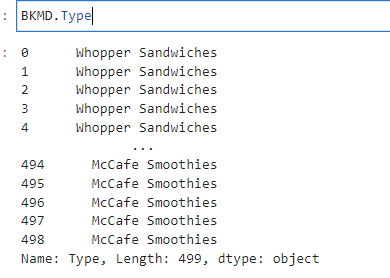 : BKMD.Type
: 0      Whopper Sandwiches
1      Whopper Sandwiches
2      Whopper Sandwiches
3      Whopper Sandwiches
4      Whopper Sandwiches
...
494      McCafe Smoothies
495      McCafe Smoothies
496      McCafe Smoothies
497      McCafe Smoothies
498      McCafe Smoothies
Name: Type, Length: 499, dtype: object